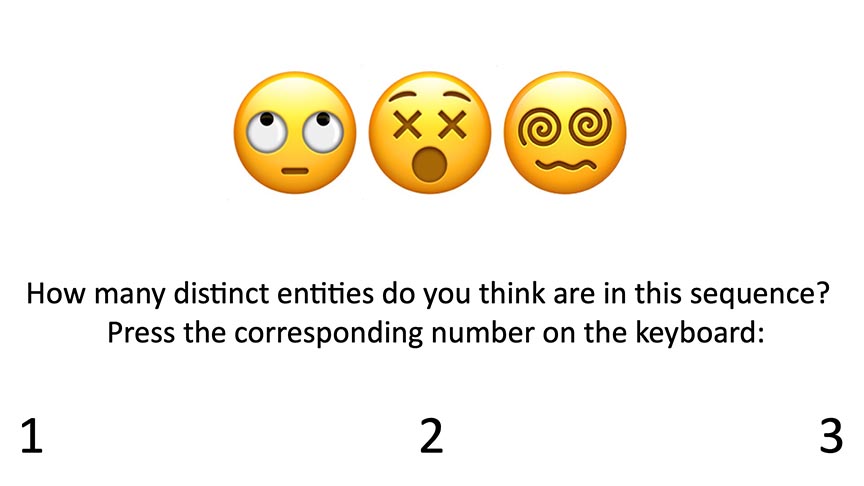 How many distinct entities do you think are in this sequence?
Press the corresponding number on the keyboard:
1 2 3